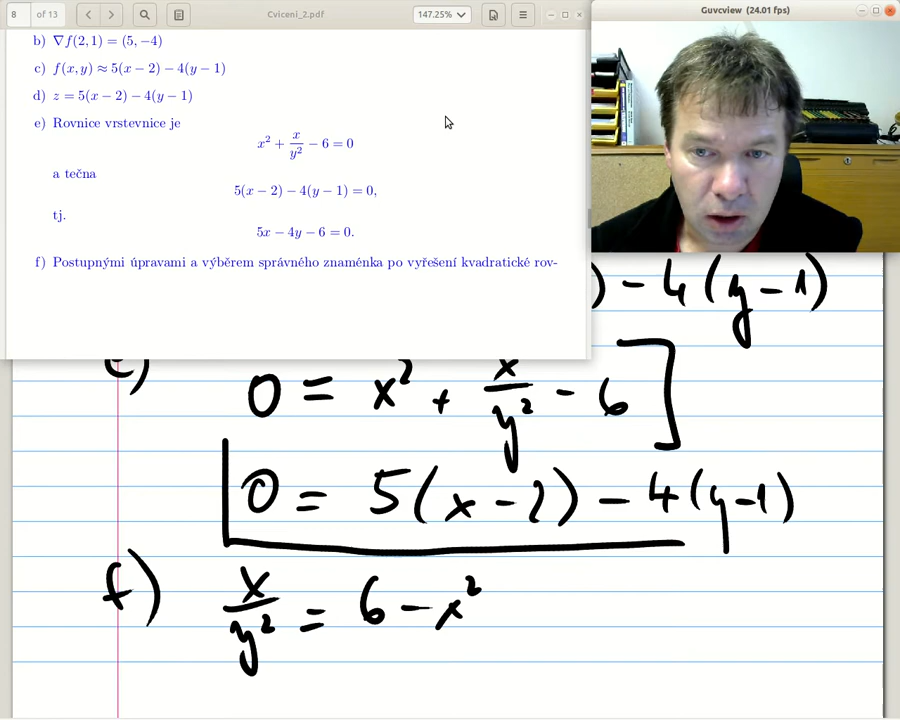 8 of 13 Cviceni_2.pdf 147.25% Guvcview (24.01 fps)
b) ∇f(2, 1) = (5, −4)
c) f(x, y) ≈ 5(x − 2) − 4(y − 1)
d) z = 5(x − 2) − 4(y − 1)
e) Rovnice vrstevnice je
x² + x/y² − 6 = 0
a tečna
5(x − 2) − 4(y − 1) = 0,
tj.
5x − 4y − 6 = 0.
f) Postupnými úpravami a výběrem správného znaménka po vyřešení kvadratické rov-
) − 4(y − 1)
e) 0 = x² + x/y² − 6
0 = 5(x − 2) − 4(y − 1)
f) x/y² = 6 − x²